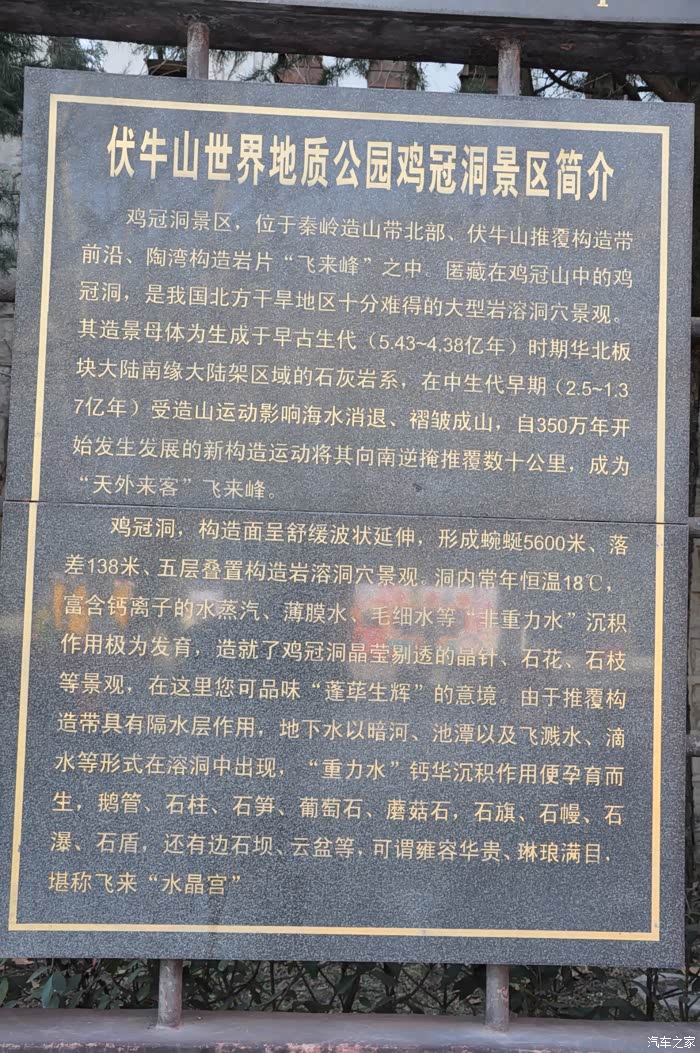 伏牛山世界地质公园鸡冠洞景区简介
鸡冠洞景区，位于秦岭造山带北部、伏牛山推覆构造带
前沿、陶湾构造岩片“飞来峰”之中。匿藏在鸡冠山中的鸡
冠洞，是我国北方干旱地区十分难得的大型岩溶洞穴景观。
其造景母体为生成于早古生代（5.43~4.38亿年）时期华北板
块大陆南缘大陆架区域的石灰岩系，在中生代早期（2.5~1.3
7亿年）受造山运动影响海水消退、褶皱成山，自350万年开
始发生发展的新构造运动将其向南逆掩推覆数十公里，成为
“天外来客”飞来峰。
鸡冠洞，构造面呈舒缓波状延伸，形成蜿蜒5600米、落
差138米、五层叠置构造岩溶洞穴景观。洞内常年恒温18℃，
富含钙离子的水蒸汽、薄膜水、毛细水等“非重力水”沉积
作用极为发育，造就了鸡冠洞晶莹剔透的晶针、石花、石枝
等景观，在这里您可品味“蓬荜生辉”的意境。由于推覆构
造带具有隔水层作用，地下水以暗河、池潭以及飞溅水、滴
水等形式在溶洞中出现，“重力水”钙华沉积作用便孕育而
生，鹅管、石柱、石笋、葡萄石、蘑菇石，石旗、石幔、石
瀑、石盾，还有边石坝、云盆等，可谓雍容华贵、琳琅满目，
堪称飞来“水晶宫”
汽车之家